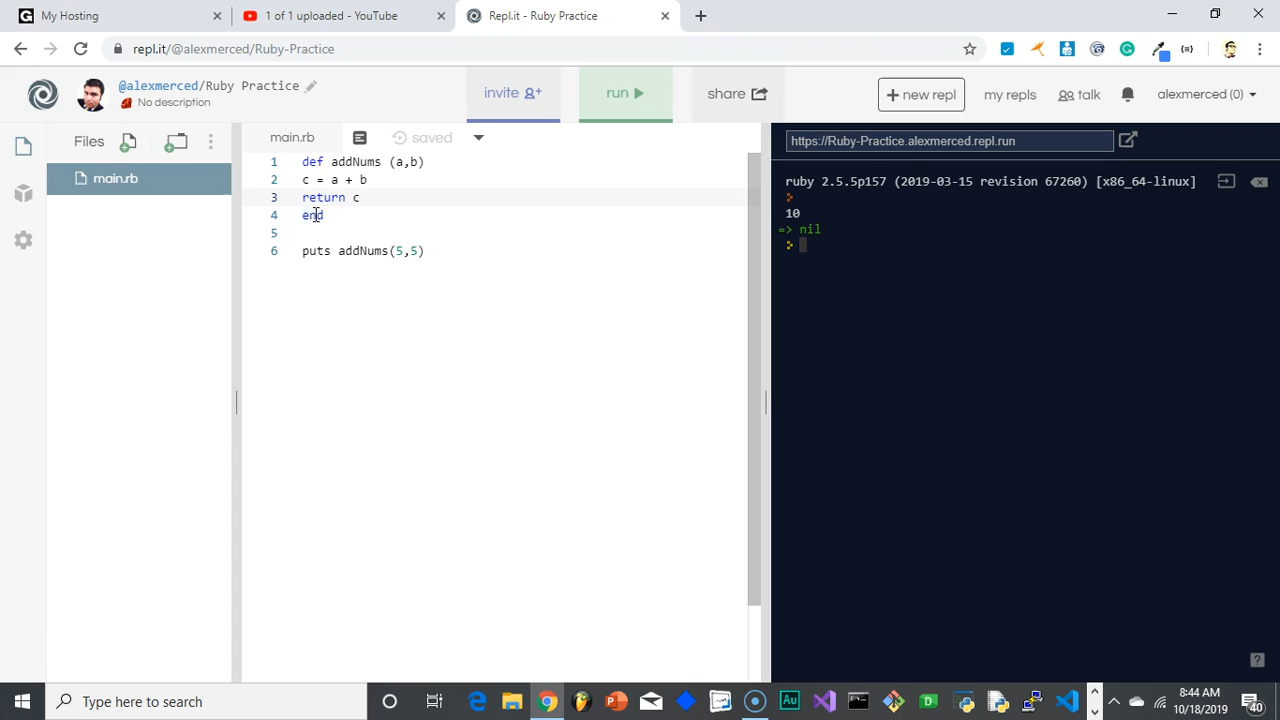 My Hosting
1 of 1 uploaded - YouTube
Repl.it - Ruby Practice
repl.it/@alexmerced/Ruby-Practice
@alexmerced/Ruby Practice
No description
invite
run
share
+ new repl
my repls
talk
alexmerced (0)
Files
main.rb
saved
main.rb
1 def addNums (a,b)
2 c = a + b
3 return c
4 end
5
6 puts addNums(5,5)
https://Ruby-Practice.alexmerced.repl.run
ruby 2.5.5p157 (2019-03-15 revision 67260) [x86_64-linux]
10
=> nil
?
Type here to search
Au
8:44 AM
10/18/2019
40